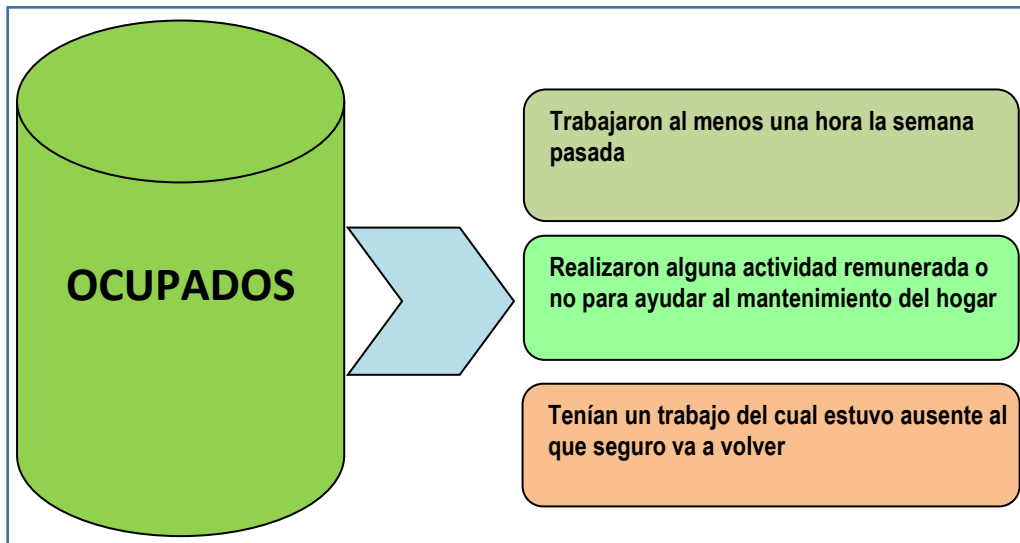 OCUPADOS
Trabajaron al menos una hora la semana
pasada
Realizaron alguna actividad remunerada o
no para ayudar al mantenimiento del hogar
Tenían un trabajo del cual estuvo ausente al
que seguro va a volver